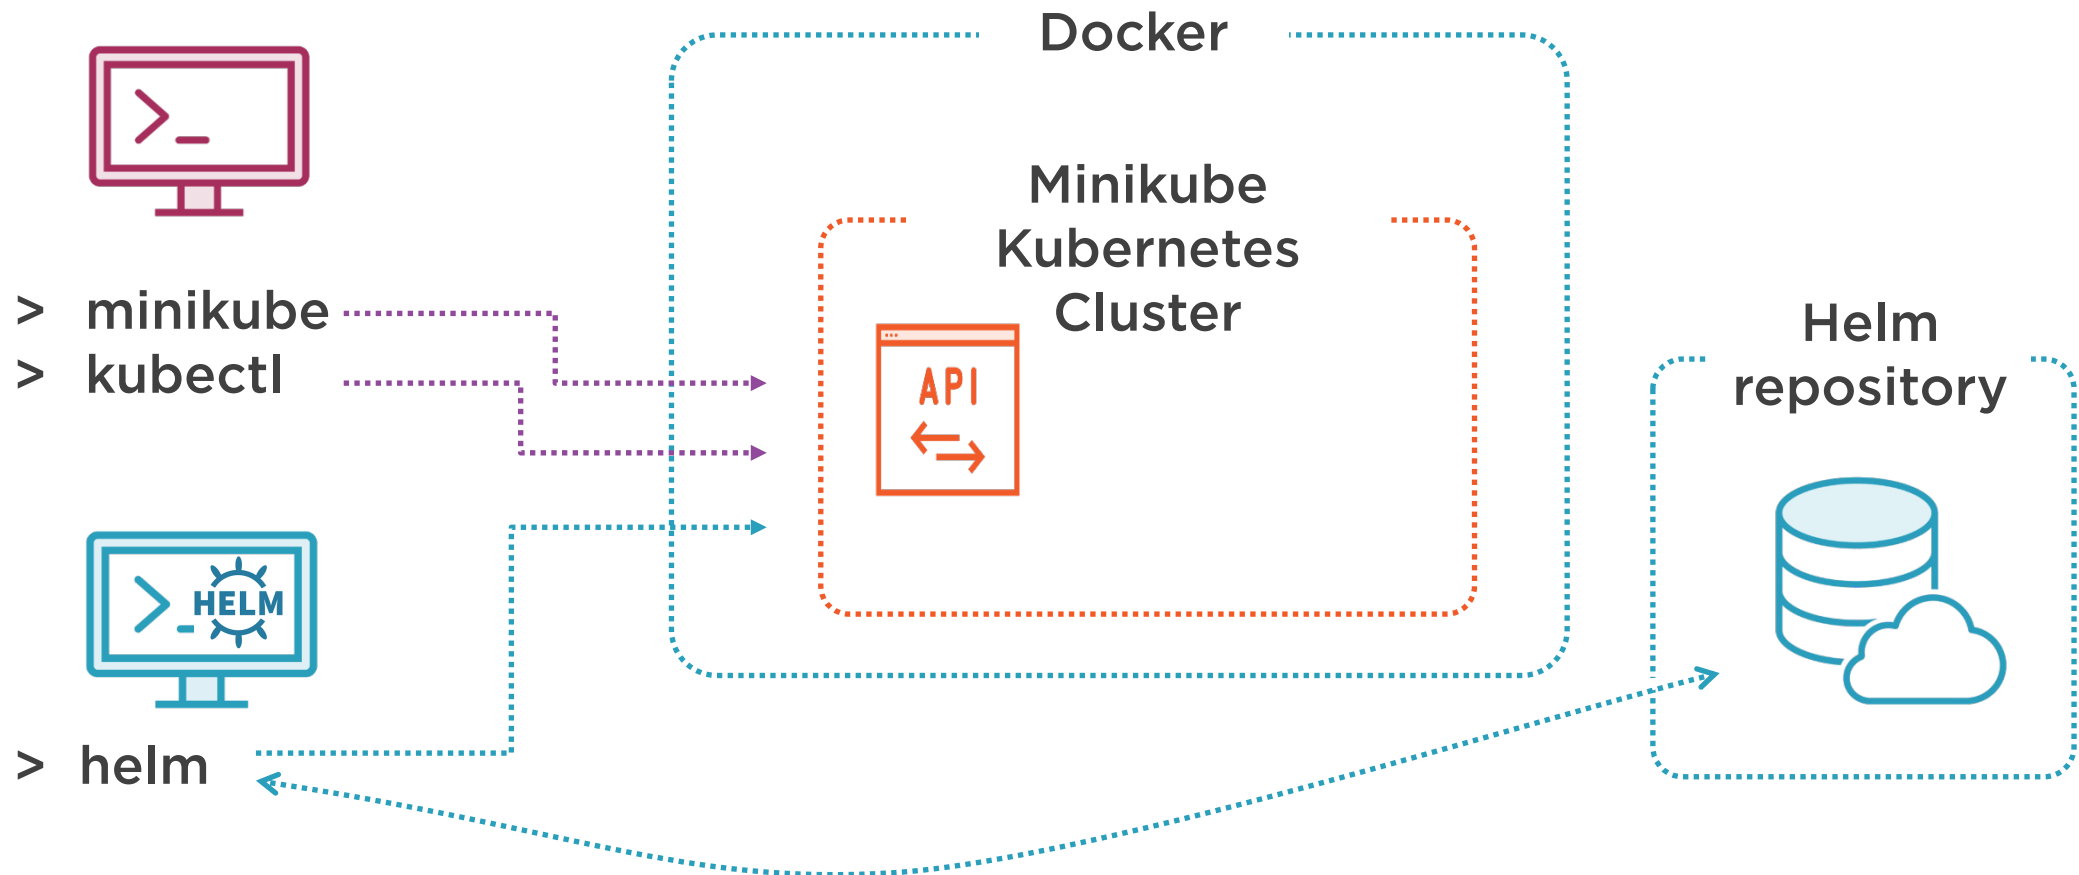 Docker
>_
Minikube
Kubernetes
Cluster
> minikube
> kubectl
API
Helm
repository
>_ HELM
> helm